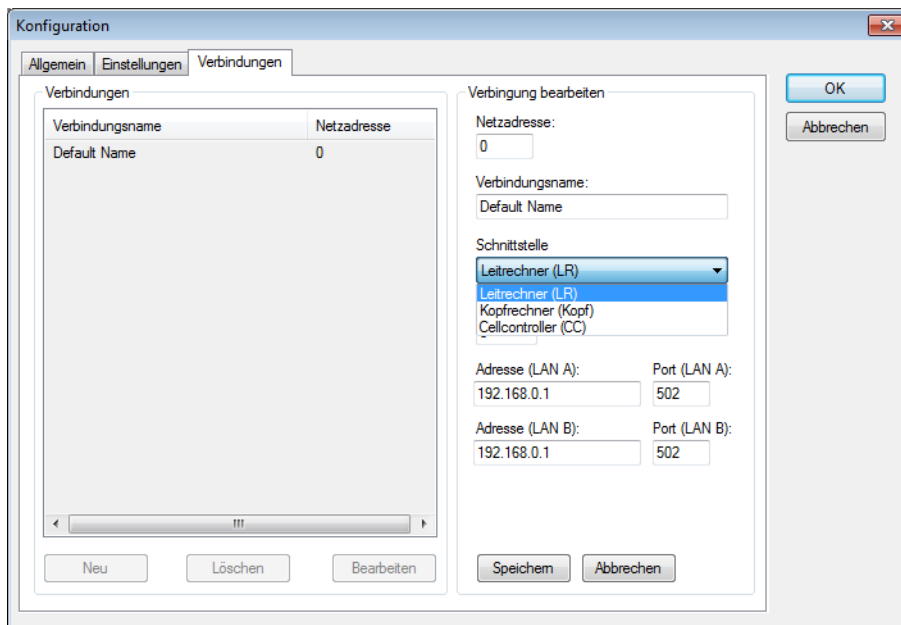 Konfiguration
Allgemein Einstellungen Verbindungen
Verbindungen
Verbindungsname Netzadresse
Default Name 0
Neu Löschen Bearbeiten
Verbingung bearbeiten
Netzadresse:
0
Verbindungsname:
Default Name
Schnittstelle
Leitrechner (LR)
Leitrechner (LR)
Kopfrechner (Kopf)
Cellcontroller (CC)
Adresse (LAN A): Port (LAN A):
192.168.0.1 502
Adresse (LAN B): Port (LAN B):
192.168.0.1 502
Speichern Abbrechen
OK
Abbrechen